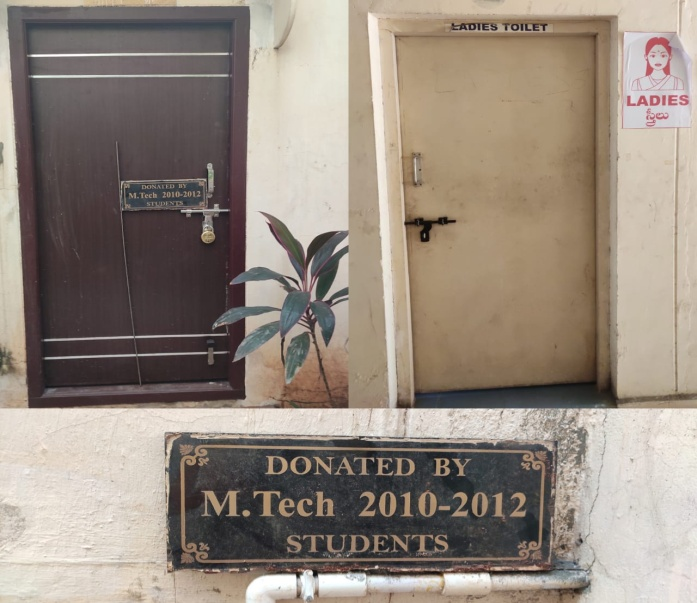 DONATED BY
M.Tech 2010-2012
STUDENTS
LADIES TOILET
LADIES
స్త్రీలు
DONATED BY
M.Tech 2010-2012
STUDENTS